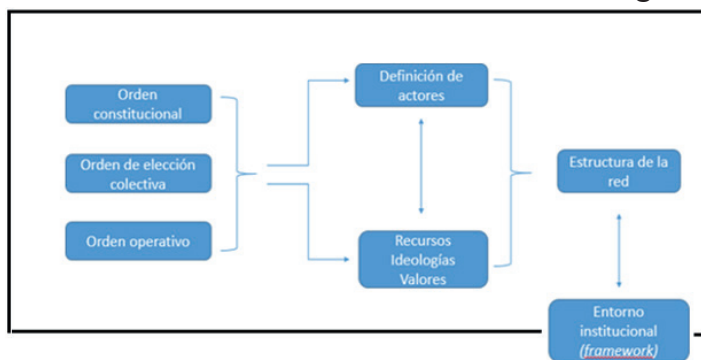 Orden
constitucional
Orden de elección
colectiva
Orden operativo
Definición de
actores
Recursos
Ideologías
Valores
Estructura de la
red
Entorno
institucional
(framework)